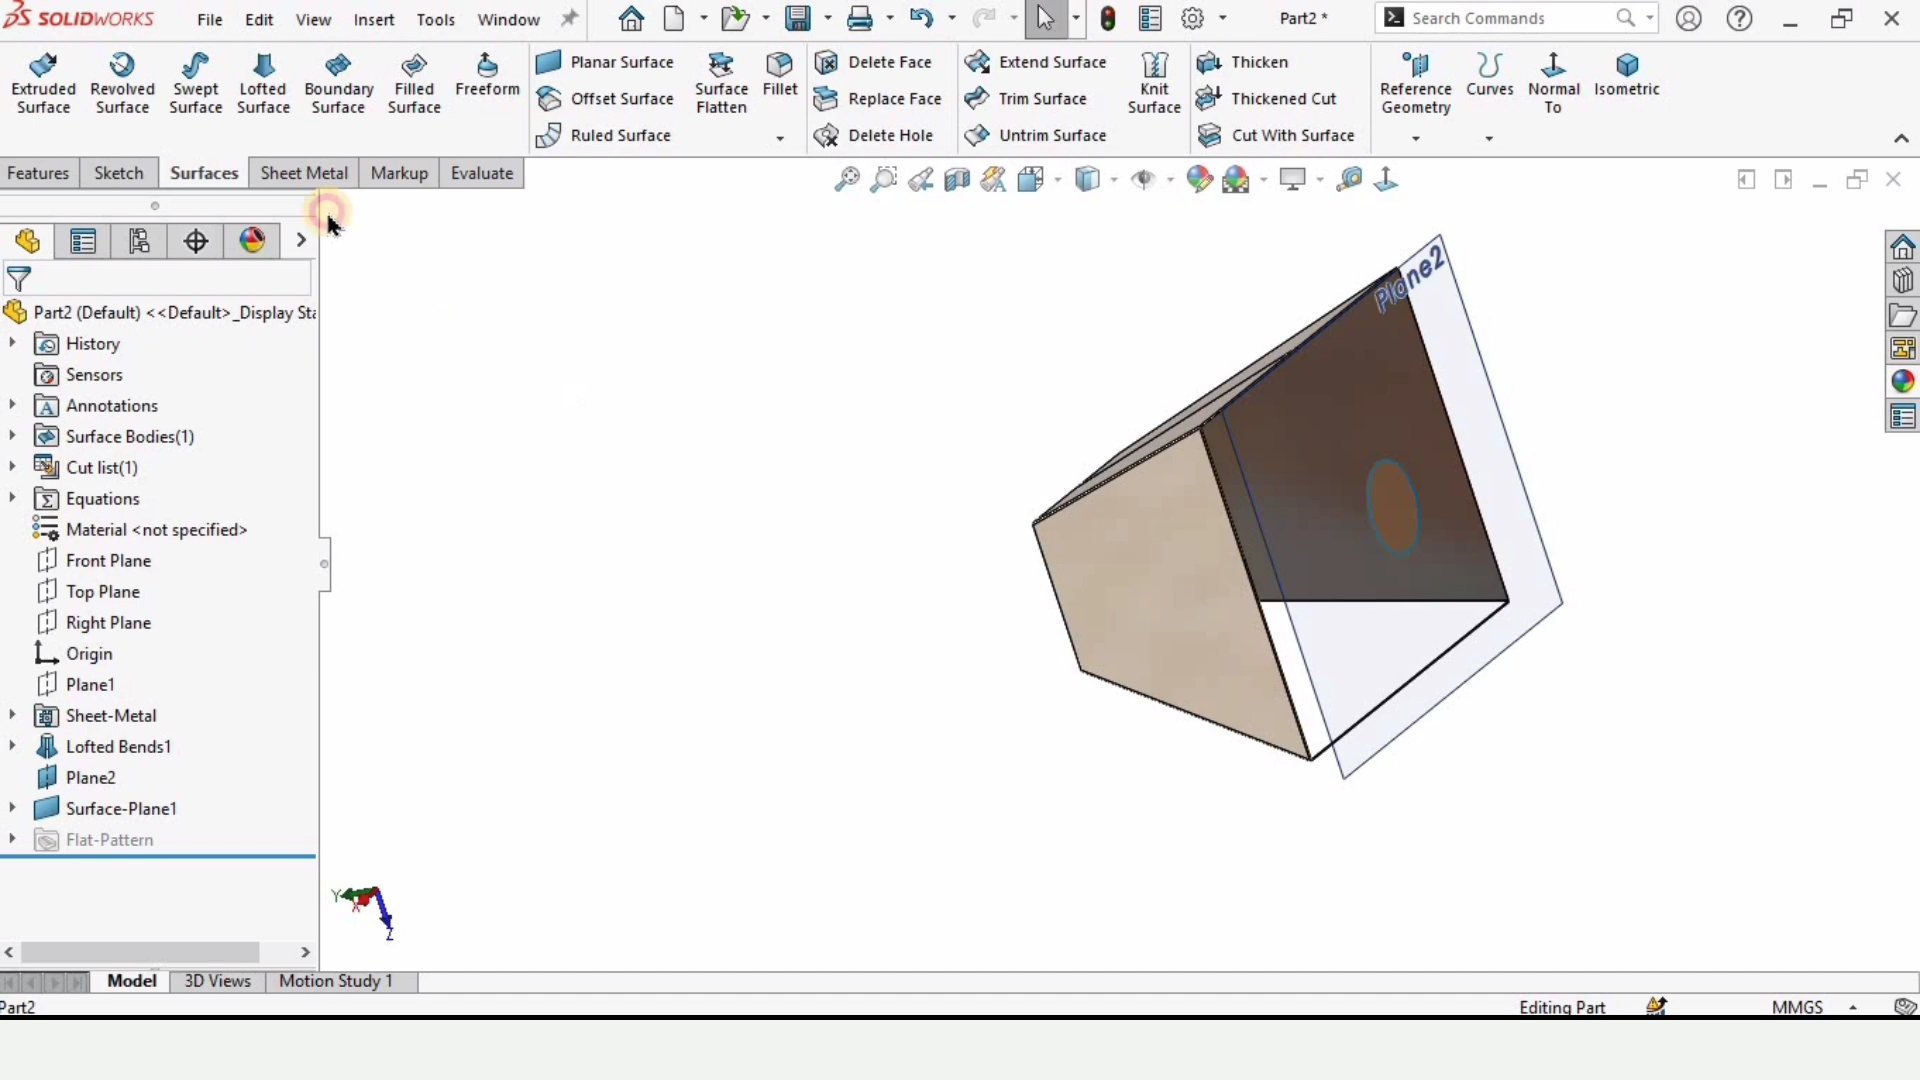 SOLIDWORKS File Edit View Insert Tools Window Part2 * Search Commands
Extruded Surface
Revolved Surface
Swept Surface
Lofted Surface
Boundary Surface
Filled Surface
Freeform
Planar Surface
Offset Surface
Ruled Surface
Surface Flatten
Fillet
Delete Face
Replace Face
Delete Hole
Extend Surface
Trim Surface
Untrim Surface
Knit Surface
Thicken
Thickened Cut
Cut With Surface
Reference Geometry
Curves
Normal To
Isometric
Features Sketch Surfaces Sheet Metal Markup Evaluate
Part2 (Default) <<Default>_Display Sta
History
Sensors
Annotations
Surface Bodies(1)
Cut list(1)
Equations
Material <not specified>
Front Plane
Top Plane
Right Plane
Origin
Plane1
Sheet-Metal
Lofted Bends1
Plane2
Surface-Plane1
Flat-Pattern
Plane2
Y
X
Z
Model 3D Views Motion Study 1
Part2 Editing Part MMGS